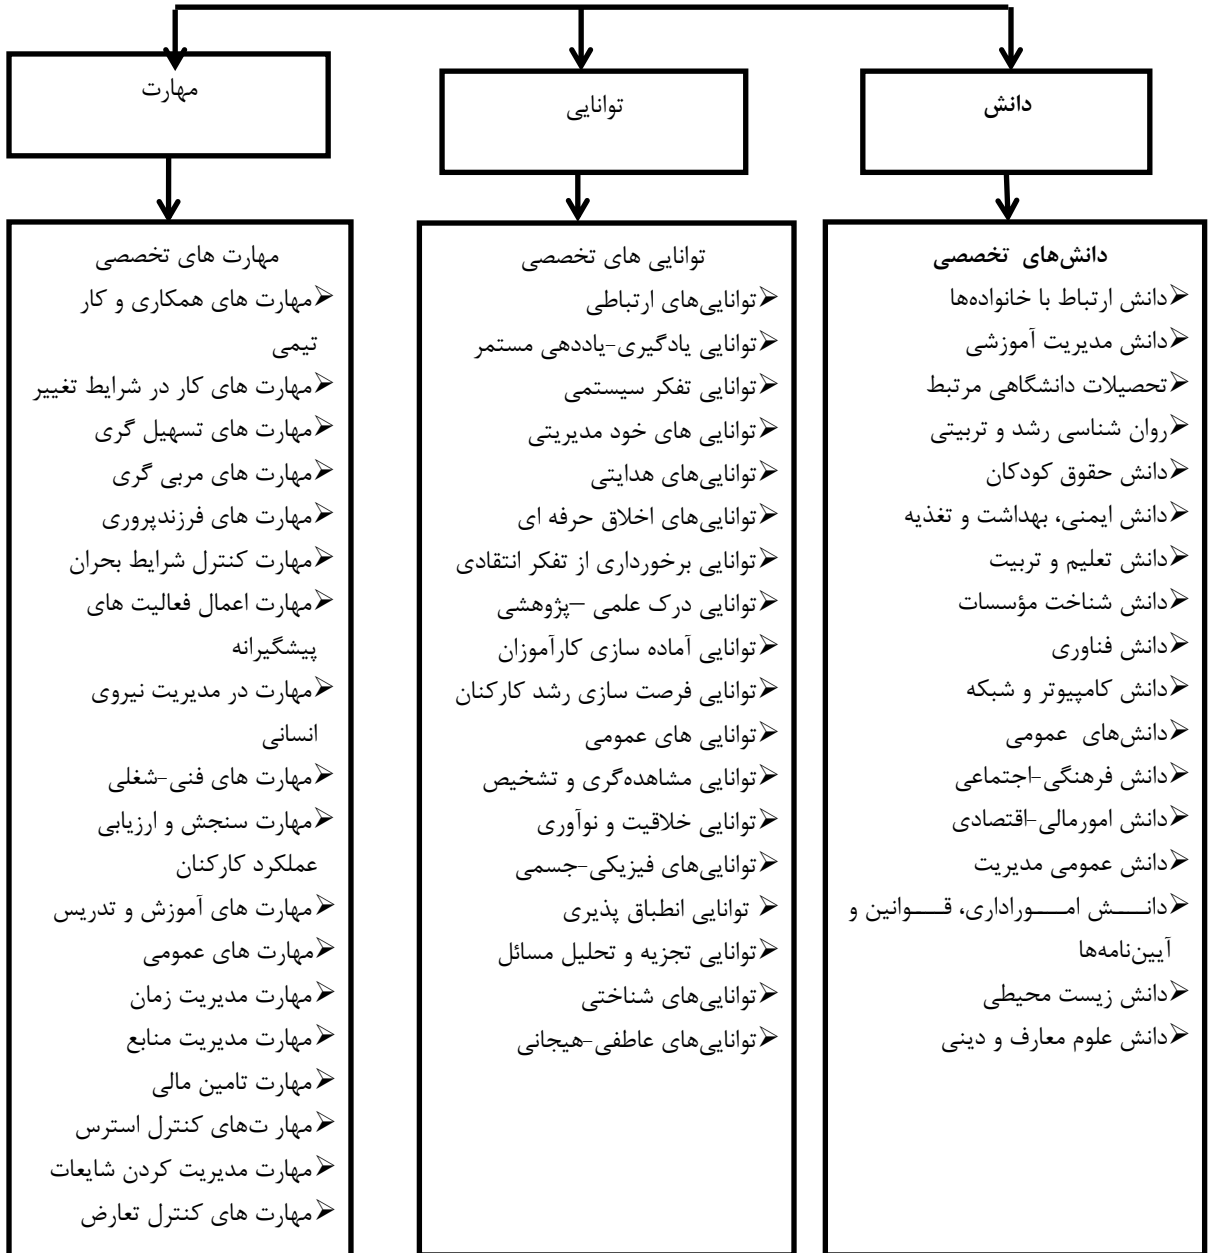 دانش
توانایی
مهارت
دانش‌های تخصصی
⮚دانش ارتباط با خانواده‌ها
⮚دانش مدیریت آموزشی
⮚تحصیلات دانشگاهی مرتبط
⮚روان شناسی رشد و تربیتی
⮚دانش حقوق کودکان
⮚دانش ایمنی، بهداشت و تغذیه
⮚دانش تعلیم و تربیت
⮚دانش شناخت مؤسسات
⮚دانش فناوری
⮚دانش کامپیوتر و شبکه
⮚دانش‌های عمومی
⮚دانش فرهنگی-اجتماعی
⮚دانش امورمالی-اقتصادی
⮚دانش عمومی مدیریت
⮚دانـــش امـــوراداری، قـــوانین و
آیین‌نامه‌ها
⮚دانش زیست محیطی
⮚دانش علوم معارف و دینی
توانایی های تخصصی
⮚توانایی‌های ارتباطی
⮚توانایی یادگیری-یاددهی مستمر
⮚توانایی تفکر سیستمی
⮚توانایی های خود مدیریتی
⮚توانایی‌های هدایتی
⮚توانایی‌های اخلاق حرفه ای
⮚توانایی برخورداری از تفکر انتقادی
⮚توانایی درک علمی –پژوهشی
⮚توانایی آماده سازی کارآموزان
⮚توانایی فرصت سازی رشد کارکنان
⮚توانایی های عمومی
⮚توانایی مشاهده‌گری و تشخیص
⮚توانایی خلاقیت و نوآوری
⮚توانایی‌های فیزیکی-جسمی
⮚ توانایی انطباق پذیری
⮚توانایی تجزیه و تحلیل مسائل
⮚توانایی‌های شناختی
⮚توانایی‌های عاطفی-هیجانی
مهارت های تخصصی
⮚مهارت های همکاری و کار
تیمی
⮚مهارت های کار در شرایط تغییر
⮚مهارت های تسهیل گری
⮚مهارت های مربی گری
⮚مهارت های فرزندپروری
⮚مهارت کنترل شرایط بحران
⮚مهارت اعمال فعالیت های
پیشگیرانه
⮚مهارت در مدیریت نیروی
انسانی
⮚مهارت های فنی-شغلی
⮚مهارت سنجش و ارزیابی
عملکرد کارکنان
⮚مهارت های آموزش و تدریس
⮚مهارت های عمومی
⮚مهارت مدیریت زمان
⮚مهارت مدیریت منابع
⮚مهارت تامین مالی
⮚مهار ت‌های کنترل استرس
⮚مهارت مدیریت کردن شایعات
⮚مهارت های کنترل تعارض